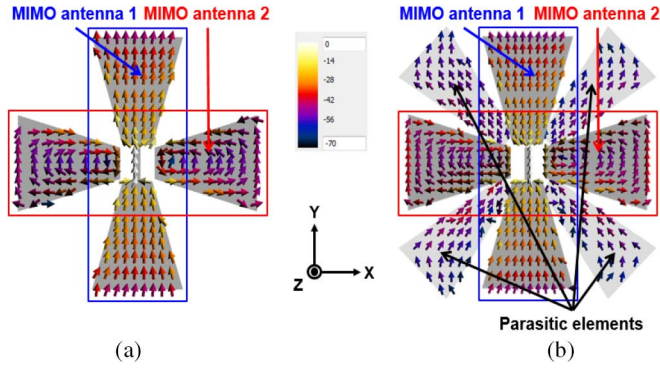 MIMO antenna 1 MIMO antenna 2
MIMO antenna 1 MIMO antenna 2
0
-14
-28
-42
-56
-70
Y
Z
X
Parasitic elements
(a)
(b)